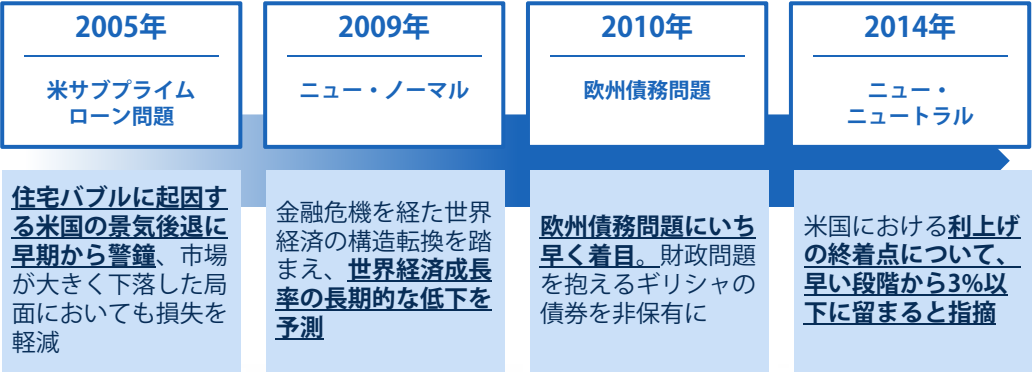 2005年
米サブプライム
ローン問題
住宅バブルに起因す
る米国の景気後退に
早期から警鐘、市場
が大きく下落した局
面においても損失を
軽減
2009年
ニュー・ノーマル
金融危機を経た世界
経済の構造転換を踏
まえ、世界経済成長
率の長期的な低下を
予測
2010年
欧州債務問題
欧州債務問題にいち
早く着目。財政問題
を抱えるギリシャの
債券を非保有に
2014年
ニュー・
ニュートラル
米国における利上げ
の終着点について、
早い段階から3%以
下に留まると指摘